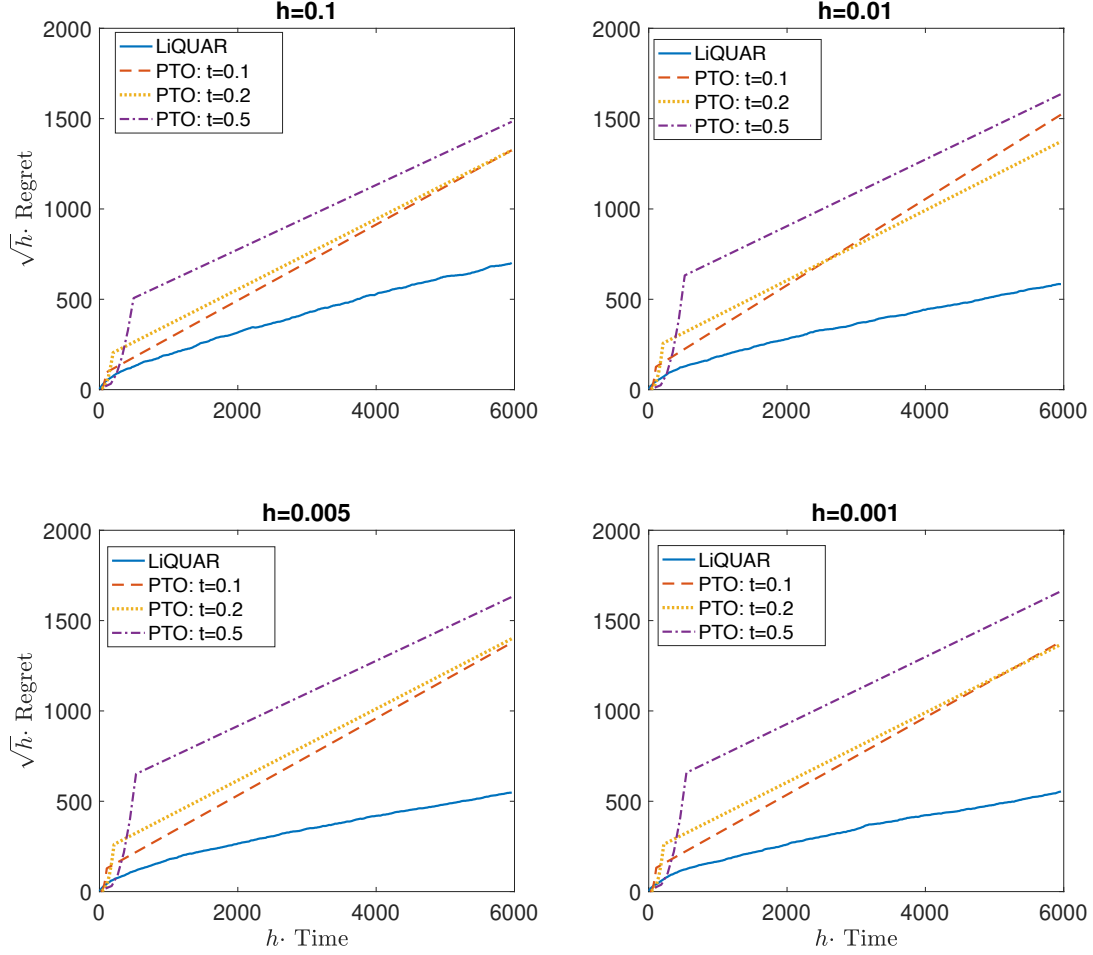 h=0.1
2000
1500
1000
500
0
0 2000 4000 6000
√h· Regret
LiQUAR
PTO: t=0.1
PTO: t=0.2
PTO: t=0.5
h=0.01
2000
1500
1000
500
0
0 2000 4000 6000
LiQUAR
PTO: t=0.1
PTO: t=0.2
PTO: t=0.5
h=0.005
2000
1500
1000
500
0
0 2000 4000 6000
√h· Regret
h· Time
LiQUAR
PTO: t=0.1
PTO: t=0.2
PTO: t=0.5
h=0.001
2000
1500
1000
500
0
0 2000 4000 6000
h· Time
LiQUAR
PTO: t=0.1
PTO: t=0.2
PTO: t=0.5